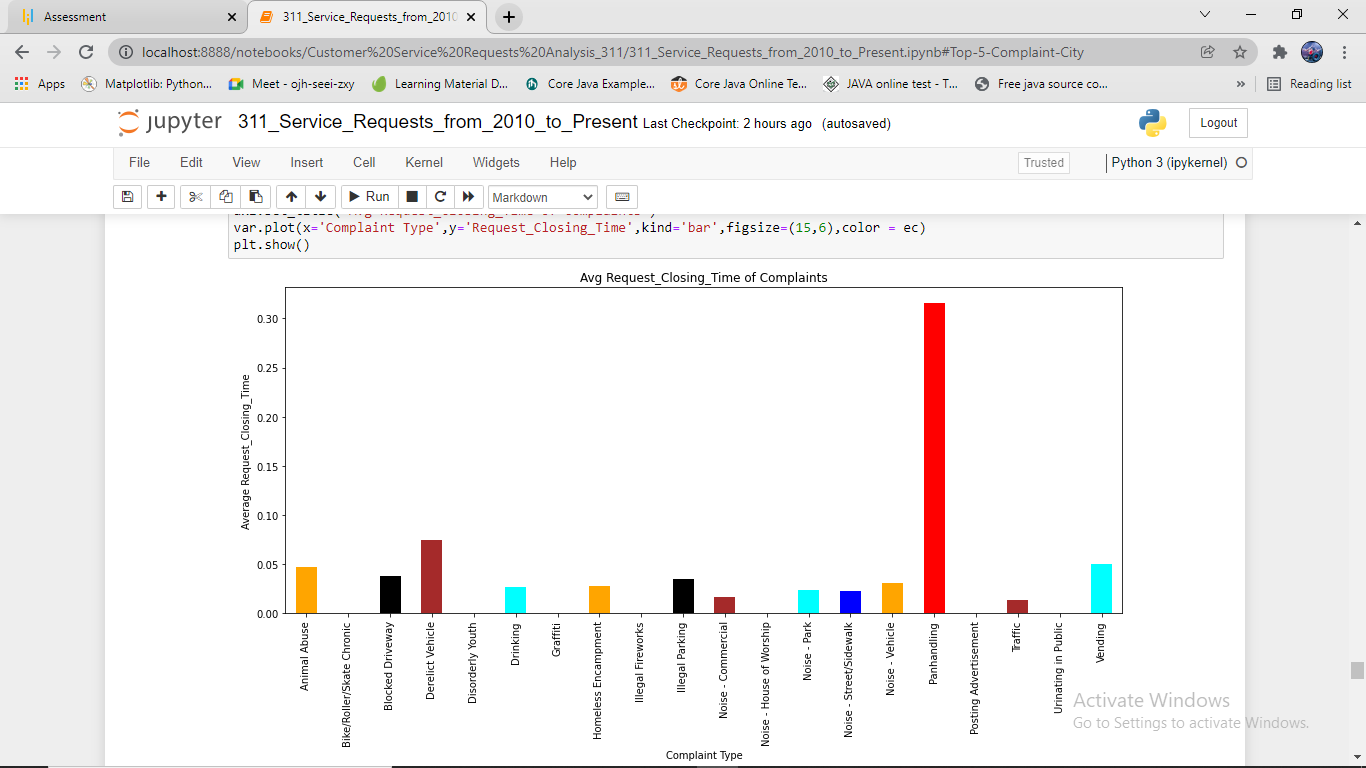 Assessment
311_Service_Requests_from_2010
localhost:8888/notebooks/Customer%20Service%20Requests%20Analysis_311/311_Service_Requests_from_2010_to_Present.ipynb#Top-5-Complaint-City
Apps Matplotlib: Python... Meet - ojh-seei-zxy Learning Material D... Core Java Example... Core Java Online Te... JAVA online test - T... Free java source co... » Reading list
jupyter 311_Service_Requests_from_2010_to_Present Last Checkpoint: 2 hours ago (autosaved) Logout
File Edit View Insert Cell Kernel Widgets Help Trusted Python 3 (ipykernel)
Run Markdown
var.plot(x='Complaint Type',y='Request_Closing_Time',kind='bar',figsize=(15,6),color = ec)
plt.show()
Avg Request_Closing_Time of Complaints
Average Request_Closing_Time
0.30
0.25
0.20
0.15
0.10
0.05
0.00
Animal Abuse
Bike/Roller/Skate Chronic
Blocked Driveway
Derelict Vehicle
Disorderly Youth
Drinking
Graffiti
Homeless Encampment
Illegal Fireworks
Illegal Parking
Noise - Commercial
Noise - House of Worship
Noise - Park
Noise - Street/Sidewalk
Noise - Vehicle
Panhandling
Posting Advertisement
Traffic
Urinating in Public
Vending
Complaint Type
Activate Windows
Go to Settings to activate Windows.